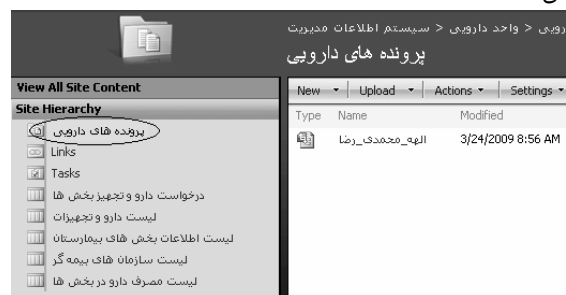 رویی < واحد دارویی < سیستم اطلاعات مدیریت
پرونده های دارویی
View All Site Content
Site Hierarchy
پرونده های دارویی
Links
Tasks
درخواست دارو و تجهیز بخش ها
لیست دارو و تجهیزات
لیست اطلاعات بخش های بیمارستان
لیست سازمان های بیمه گر
لیست مصرف دارو در بخش ها
New Upload Actions Settings
Type Name Modified
الهه_محمدی_رضا 3/24/2009 8:56 AM